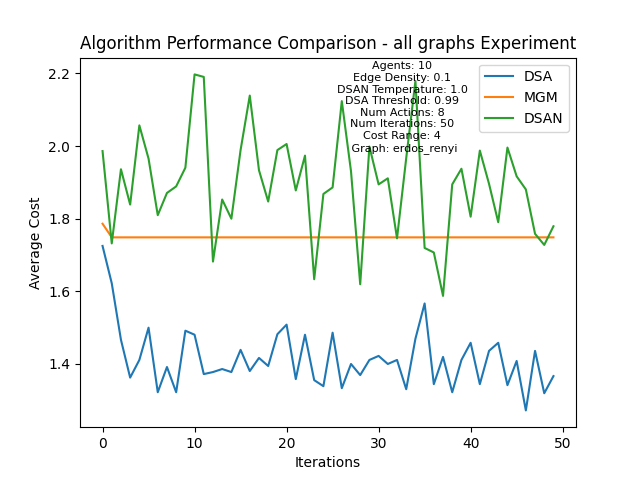 Algorithm Performance Comparison - all graphs Experiment
Agents: 10
Edge Density: 0.1
DSAN Temperature: 1.0
DSA Threshold: 0.99
Num Actions: 8
Num Iterations: 50
Cost Range: 4
Graph: erdos_renyi
DSA
MGM
DSAN
Average Cost
2.2
2.0
1.8
1.6
1.4
0
10
20
30
40
50
Iterations